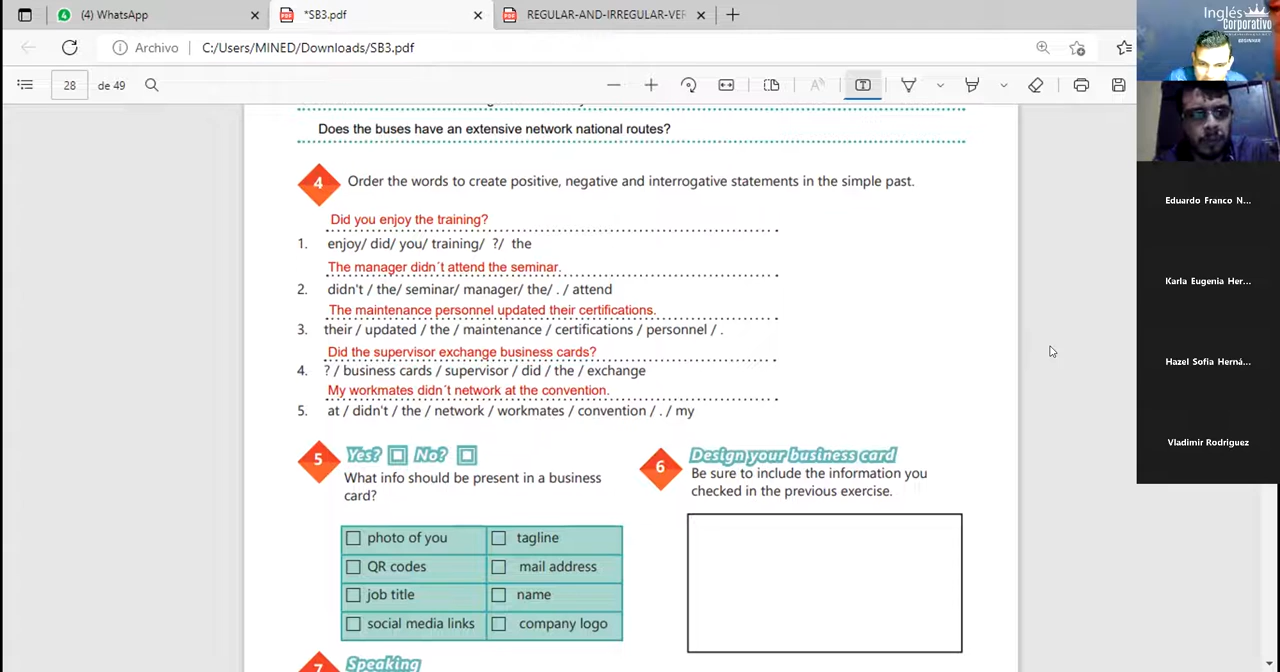 (4) WhatsApp
*SB3.pdf
REGULAR-AND-IRREGULAR-VER
Archivo
C:/Users/MINED/Downloads/SB3.pdf
28
de 49
Does the buses have an extensive network national routes?
4
Order the words to create positive, negative and interrogative statements in the simple past.
Did you enjoy the training?
1. enjoy/ did/ you/ training/ ?/ the
The manager didn´t attend the seminar.
2. didn't / the/ seminar/ manager/ the/ . / attend
The maintenance personnel updated their certifications.
3. their / updated / the / maintenance / certifications / personnel / .
Did the supervisor exchange business cards?
4. ? / business cards / supervisor / did / the / exchange
My workmates didn´t network at the convention.
5. at / didn't / the / network / workmates / convention / . / my
5
Yes? No?
What info should be present in a business
card?
photo of you
tagline
QR codes
mail address
job title
name
social media links
company logo
6
Design your business card
Be sure to include the information you
checked in the previous exercise.
7
Speaking
Inglés
Corporativo
BEGINNER
Eduardo Franco N...
Karla Eugenia Her...
Hazel Sofia Herná...
Vladimir Rodriguez